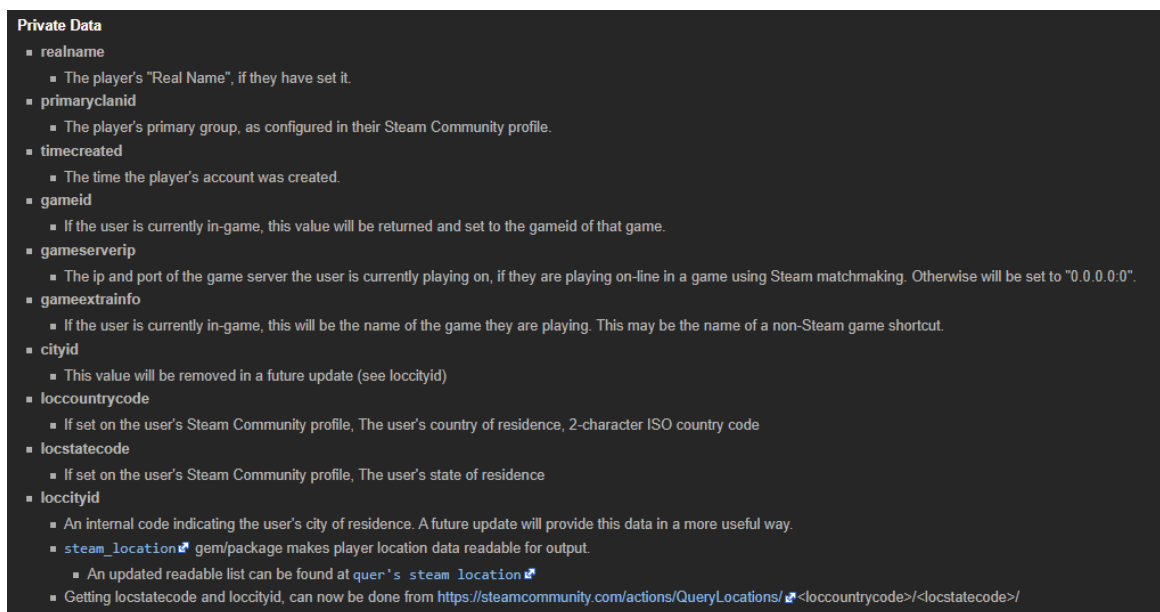 Private Data
realname
The player's "Real Name", if they have set it.
primaryclanid
The player's primary group, as configured in their Steam Community profile.
timecreated
The time the player's account was created.
gameid
If the user is currently in-game, this value will be returned and set to the gameid of that game.
gameserverip
The ip and port of the game server the user is currently playing on, if they are playing on-line in a game using Steam matchmaking. Otherwise will be set to "0.0.0.0:0".
gameextrainfo
If the user is currently in-game, this will be the name of the game they are playing. This may be the name of a non-Steam game shortcut.
cityid
This value will be removed in a future update (see loccityid)
loccountrycode
If set on the user's Steam Community profile, The user's country of residence, 2-character ISO country code
locstatecode
If set on the user's Steam Community profile, The user's state of residence
loccityid
An internal code indicating the user's city of residence. A future update will provide this data in a more useful way.
steam_location gem/package makes player location data readable for output.
An updated readable list can be found at quer's steam location
Getting locstatecode and loccityid, can now be done from https://steamcommunity.com/actions/QueryLocations/ <loccountrycode>/<locstatecode>/